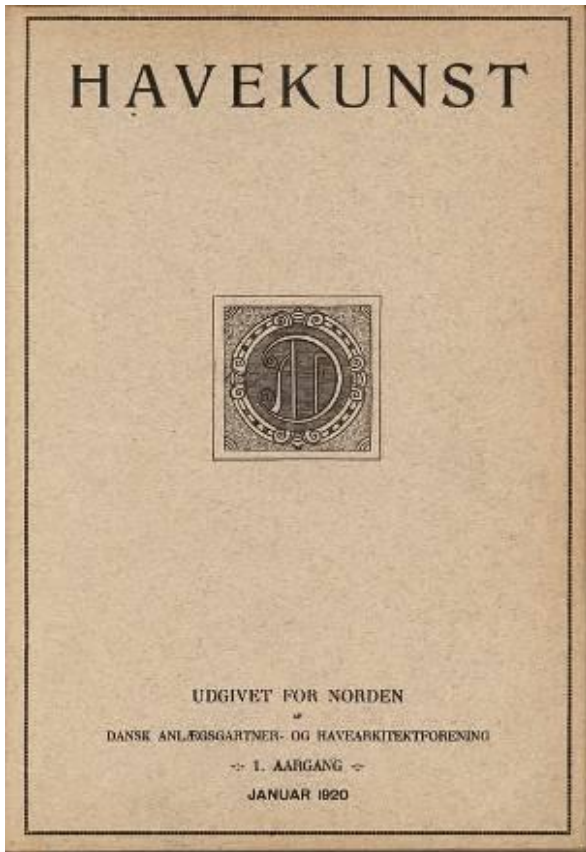 HAVEKUNST
UDGIVET FOR NORDEN
AF
DANSK ANLÆGSGARTNER- OG HAVEARKITEKTFORENING
1. AARGANG
JANUAR 1920